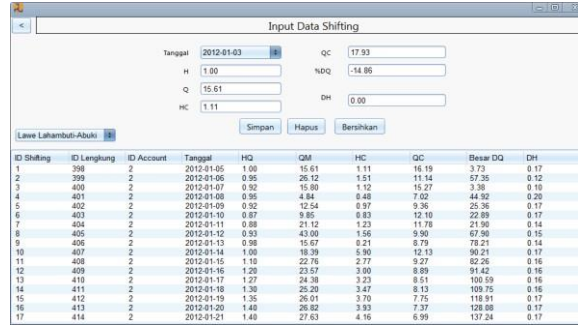 <
Input Data Shifting
Tanggal 2012-01-03 QC 17.93
H 1.00 %DQ -14.86
Q 15.61
DH 0.00
HC 1.11
Simpan Hapus Bersihkan
Lawe Lahambuti-Abuki
ID Shifting ID Lengkung ID Account Tanggal HQ QM HC QC Besar DQ DH
1 398 2 2012-01-05 1.00 15.61 1.11 16.19 3.73 0.17
2 399 2 2012-01-06 0.95 26.12 1.51 11.14 57.35 0.12
3 400 2 2012-01-07 0.92 15.80 1.12 15.27 3.38 0.10
4 401 2 2012-01-08 0.95 4.84 0.48 7.02 44.92 0.20
5 402 2 2012-01-09 0.92 12.54 0.97 9.36 25.36 0.17
6 403 2 2012-01-10 0.87 9.85 0.83 12.10 22.89 0.17
7 404 2 2012-01-11 0.88 21.12 1.23 11.78 21.90 0.14
8 405 2 2012-01-12 0.93 43.00 1.56 9.90 67.90 0.15
9 406 2 2012-01-13 0.98 15.67 0.21 8.79 78.21 0.14
10 407 2 2012-01-14 1.00 18.39 5.90 12.13 90.21 0.17
11 408 2 2012-01-15 1.10 22.76 2.77 9.27 82.26 0.16
12 409 2 2012-01-16 1.20 23.57 3.00 8.89 91.42 0.16
13 410 2 2012-01-17 1.27 24.38 3.23 8.51 100.59 0.16
14 411 2 2012-01-18 1.30 25.20 3.47 8.13 109.75 0.16
15 412 2 2012-01-19 1.35 26.01 3.70 7.75 118.91 0.17
16 413 2 2012-01-20 1.40 26.82 3.93 7.37 128.08 0.17
17 414 2 2012-01-21 1.40 27.63 4.16 6.99 137.24 0.17